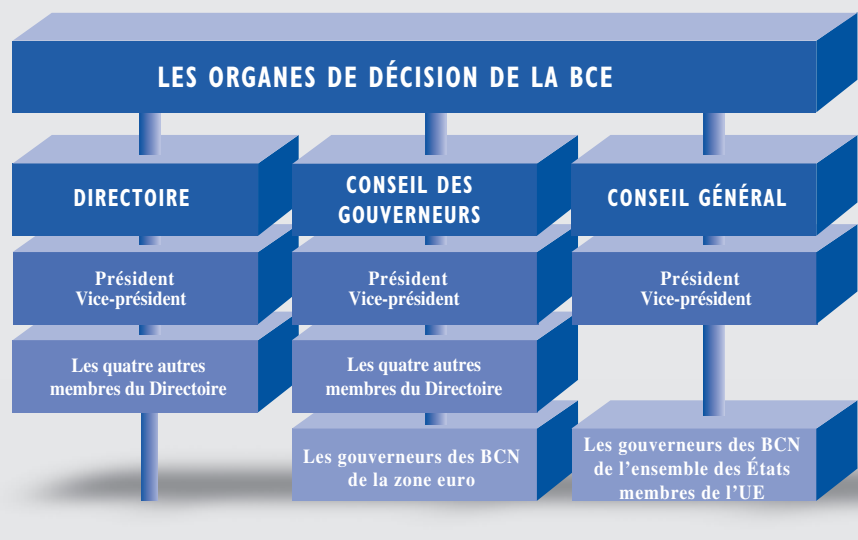 LES ORGANES DE DÉCISION DE LA BCE
DIRECTOIRE
Président
Vice-président
Les quatre autres
membres du Directoire
CONSEIL DES
GOUVERNEURS
Président
Vice-président
Les quatre autres
membres du Directoire
Les gouverneurs des BCN
de la zone euro
CONSEIL GÉNÉRAL
Président
Vice-président
Les gouverneurs des BCN
de l’ensemble des États
membres de l’UE